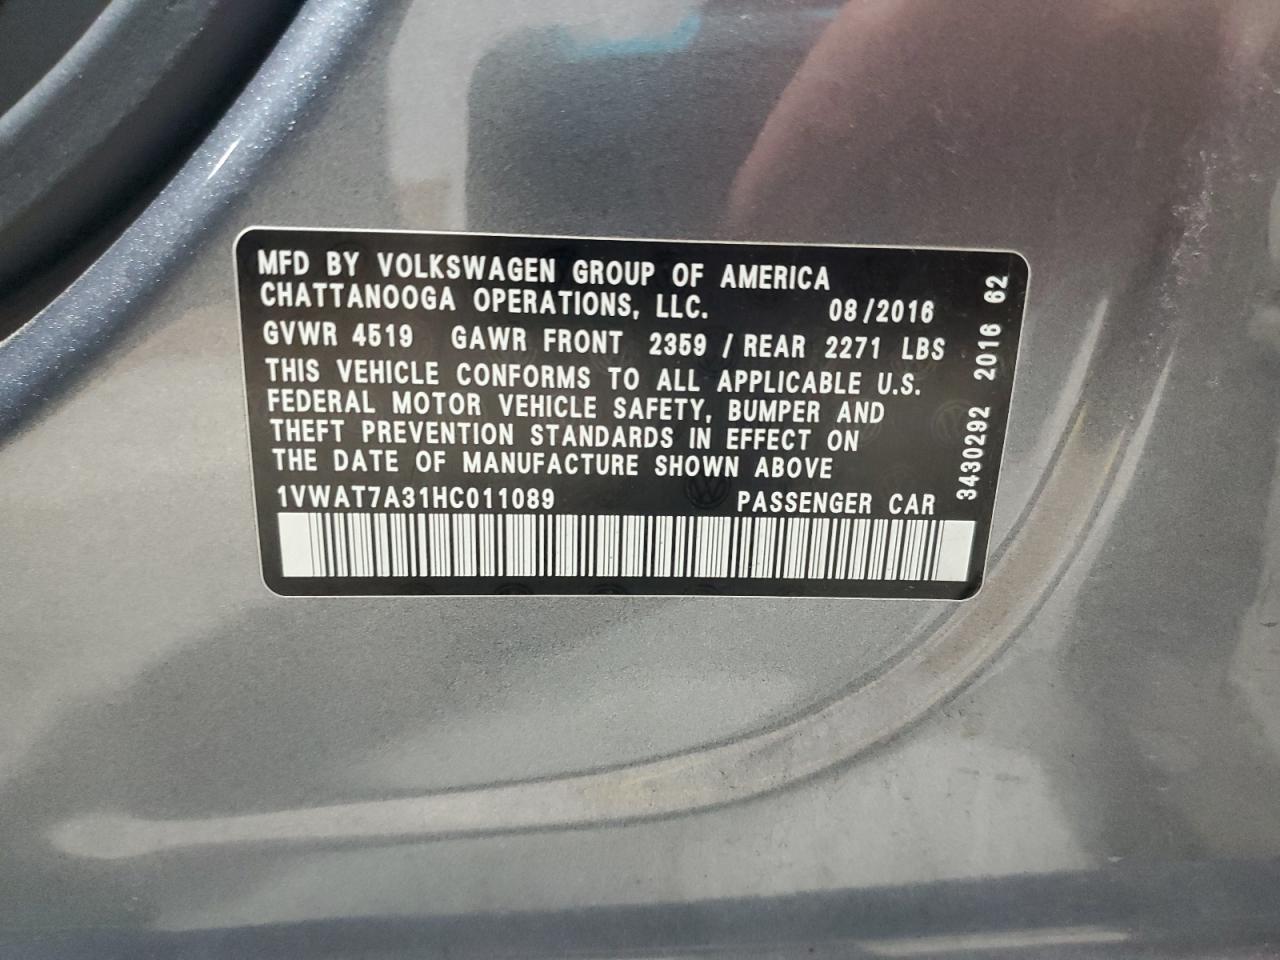 MFD BY VOLKSWAGEN GROUP OF AMERICA
CHATTANOOGA OPERATIONS, LLC. 08/2016
GVWR 4519 GAWR FRONT 2359 / REAR 2271 LBS
THIS VEHICLE CONFORMS TO ALL APPLICABLE U.S.
FEDERAL MOTOR VEHICLE SAFETY, BUMPER AND
THEFT PREVENTION STANDARDS IN EFFECT ON
THE DATE OF MANUFACTURE SHOWN ABOVE
1VWAT7A31HC011089 PASSENGER CAR
3430292 2016 62